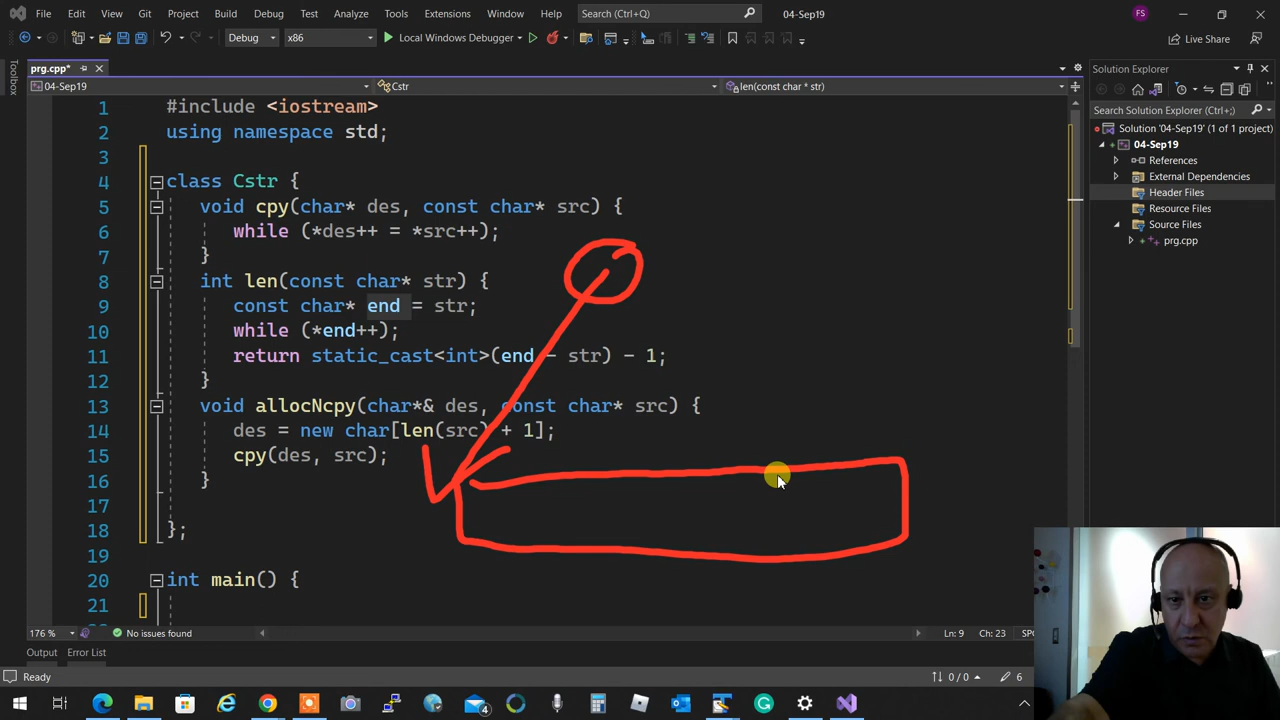 File Edit View Git Project Build Debug Test Analyze Tools Extensions Window Help Search (Ctrl+Q) 04-Sep19 FS
Debug x86 Local Windows Debugger Live Share
Toolbox
prg.cpp* Solution Explorer
04-Sep19 Cstr len(const char * str)
Search Solution Explorer (Ctrl+;)
Solution '04-Sep19' (1 of 1 project)
04-Sep19
References
External Dependencies
Header Files
Resource Files
Source Files
prg.cpp
1 #include <iostream>
2 using namespace std;
3
4 class Cstr {
5 void cpy(char* des, const char* src) {
6 while (*des++ = *src++);
7 }
8 int len(const char* str) {
9 const char* end = str;
10 while (*end++);
11 return static_cast<int>(end - str) - 1;
12 }
13 void allocNcpy(char*& des, const char* src) {
14 des = new char[len(src) + 1];
15 cpy(des, src);
16 }
17
18 };
19
20 int main() {
21
176 % No issues found Ln: 9 Ch: 23 SPC
Output Error List
Ready 0 / 0 6
4